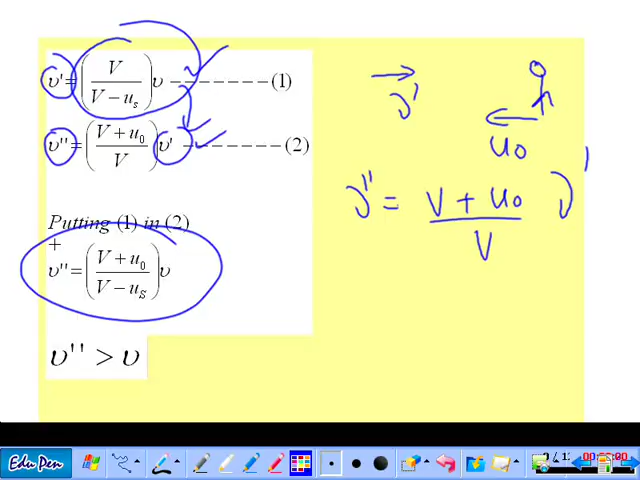 υ' = (V / (V − u_s)) υ -------- (1)
υ'' = ((V + u_0) / V) υ' -------- (2)
Putting (1) in (2)
+
υ'' = ((V + u_0) / (V − u_S)) υ
υ'' > υ
ν'
u_0
ν'' = (V + u_0) / V ν'
Edu Pen